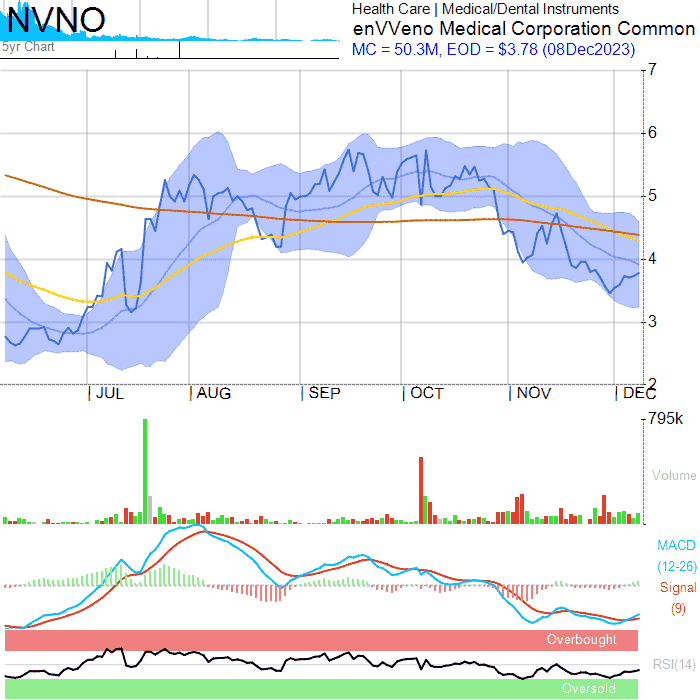 NVNO
5yr Chart
Health Care | Medical/Dental Instruments
enVVeno Medical Corporation Common
MC = 50.3M, EOD = $3.78 (08Dec2023)
7
6
5
4
3
2
JUL AUG SEP OCT NOV DEC
795k
Volume
MACD
(12-26)
Signal
(9)
Overbought
RSI(14)
Oversold